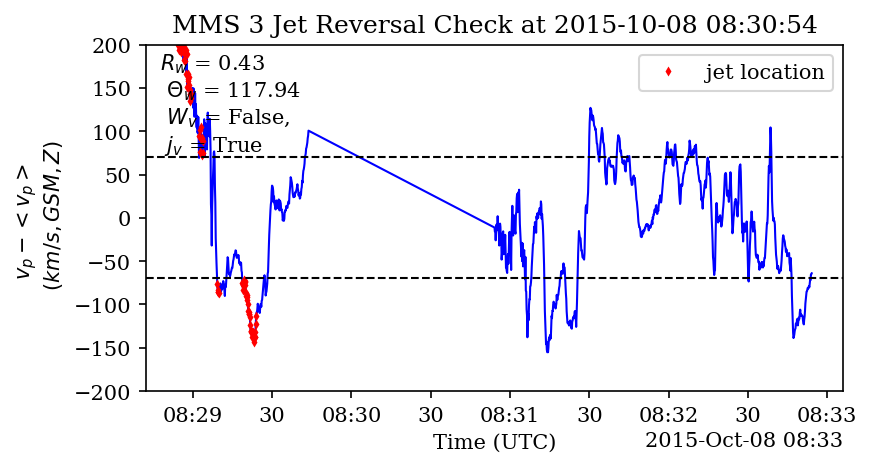 MMS 3 Jet Reversal Check at 2015-10-08 08:30:54
R_w = 0.43
Θ_w = 117.94
W_v = False,
j_v = True
jet location
v_p − < v_p >
(km/s, GSM, Z)
200
150
100
50
0
−50
−100
−150
−200
08:29 30 08:30 30 08:31 30 08:32 30 08:33
Time (UTC)
2015-Oct-08 08:33